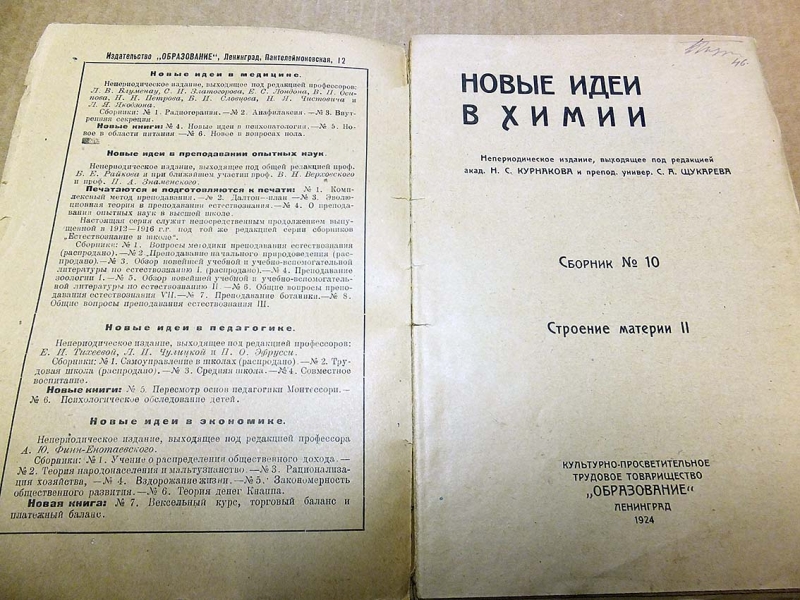 Издательство „ОБРАЗОВАНИЕ“, Ленинград, Пантелеймоновская, 12
Новые идеи в медицине.
Непериодическое издание, выходящее под редакцией профессоров:
Л. В. Блуменау, С. И. Златогорова, Е. С. Лондона, В. П. Оси-
пова, Н. Н. Петрова, Б. И. Словцова, Н. Я. Чистовича и
Л. Я. Якобзона.
Сборники: № 1. Радиотерапия.—№ 2. Анафилаксия.—№ 3. Внут-
ренняя секреция.
Новые книги: № 4. Новые идеи в психопатологии.—№ 5. Но-
вое в области питания —№ 6. Новое в вопросах пола.
Новые идеи в преподавании опытных наук.
Непериодическое издание, выходящее под общей редакцией проф.
Б. Е. Райкова и при ближайшем участии проф. В. Н. Верховского
и проф. П. А. Знаменского.
Печатаются и подготовляются к печати: № 1. Комп-
лексный метод преподавания.—№ 2. Дальтон-план—№ 3. Эволю-
ционная теория в преподавании естествознания.—№ 4. О препода-
вании опытных наук в высшей школе.
Настоящая серия служит непосредственным продолжением выпу-
щенной в 1912—1916 г.г. под той же редакцией серии сборников
„Естествознание в школе“.
Сборники: № 1. Вопросы методики преподавания естествознания
(распродано).—№ 2 „Преподавание начального природоведения (рас-
продано).—№ 3. Обзор новейшей учебной и учебно-вспомогательной
литературы по естествознанию I. (распродано).—№ 4. Преподавание
зоологии I.—№ 5. Обзор новейшей учебной и учебно-вспомогатель-
ной литературы по естествознанию II —№ 6. Общие вопросы препо-
давания естествознания VII.—№ 7. Преподавание ботаники.—№ 8.
Общие вопросы преподавания естествознания III.
Новые идеи в педагогике.
Непериодическое издание, выходящее под редакцией профессоров:
Е. И. Тихеевой, Л. Н. Чулицкой и П. О. Эфрусси.
Сборники: № 1. Самоуправление в школах (распродано).—№ 2. Тру-
довая школа (распродано).—№ 3. Средняя школа.—№ 4. Совместное
воспитание.
Новые книги: № 5. Пересмотр основ педагогики Монтессори.—
№ 6. Психологическое обследование детей.
Новые идеи в экономике.
Непериодическое издание, выходящее под редакцией профессора
А. Ю. Финн-Енотаевского.
Сборники: № 1. Учение о распределении общественного дохода.—
№ 2. Теория народонаселения и мальтузианство.—№ 3. Рационализа-
ция хозяйства, —№ 4. Вздорожание жизни.—№ 5. Закономерность
общественного развития.—№ 6. Теория денег Кнаппа.
Новая книга: № 7. Вексельный курс, торговый баланс и
платежный баланс.
46
НОВЫЕ ИДЕИ
В ХИМИИ
Непериодическое издание, выходящее под редакцией
акад. Н. С. КУРНАКОВА и препод. универ. С. А. ЩУКАРЕВА
Сборник № 10
Строение материи II
КУЛЬТУРНО-ПРОСВЕТИТЕЛЬНОЕ
ТРУДОВОЕ ТОВАРИЩЕСТВО
„ОБРАЗОВАНИЕ“
ЛЕНИНГРАД
1924